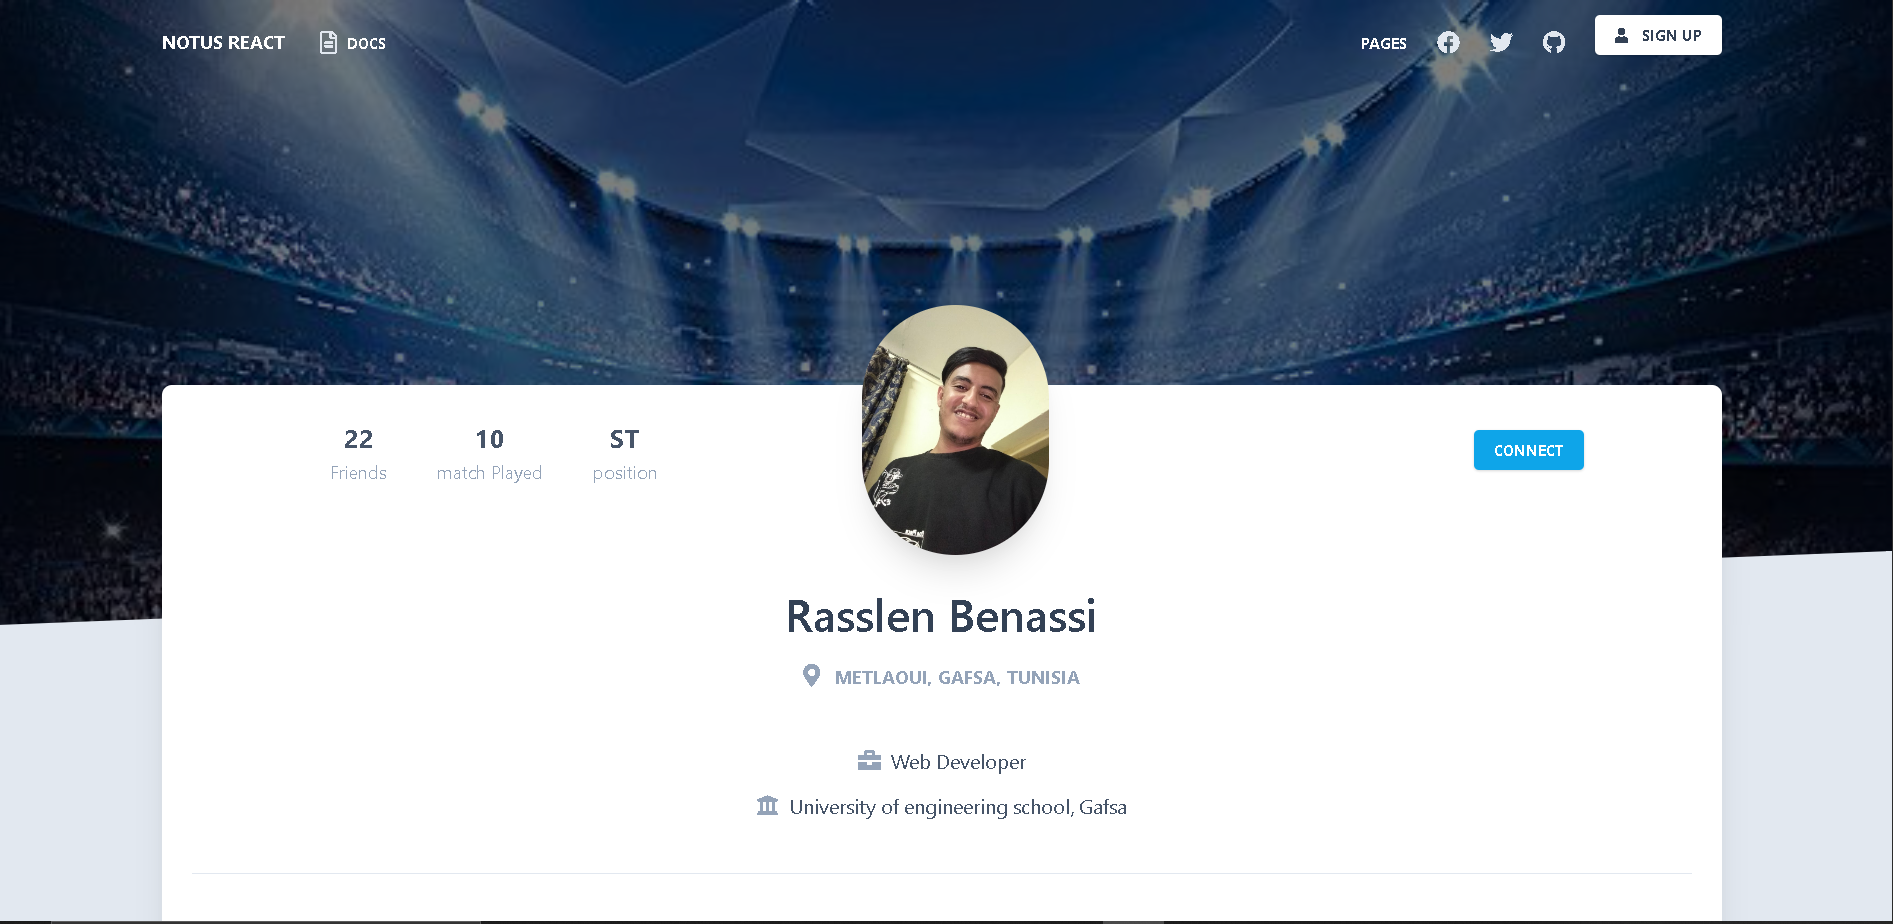 NOTUS REACT
DOCS
PAGES
SIGN UP
22
Friends
10
match Played
ST
position
CONNECT
Rasslen Benassi
METLAOUI, GAFSA, TUNISIA
Web Developer
University of engineering school, Gafsa